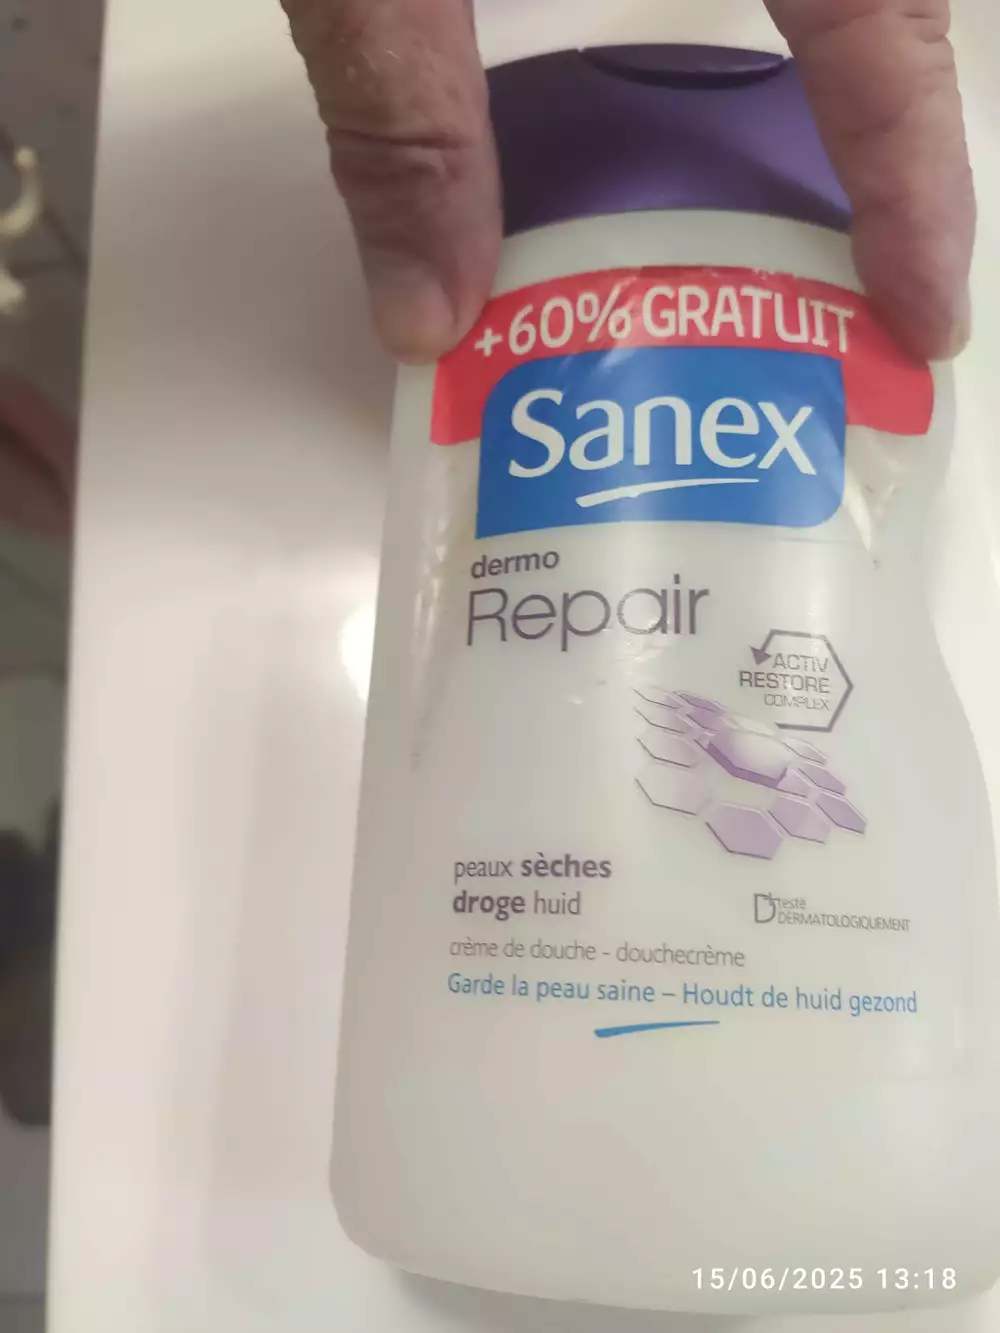 +60% GRATUIT
Sanex
dermo
Repair
ACTIV
RESTORE
COMPLEX
peaux sèches
droge huid
D testé
DERMATOLOGIQUEMENT
crème de douche - douchecrème
Garde la peau saine – Houdt de huid gezond
15/06/2025 13:18